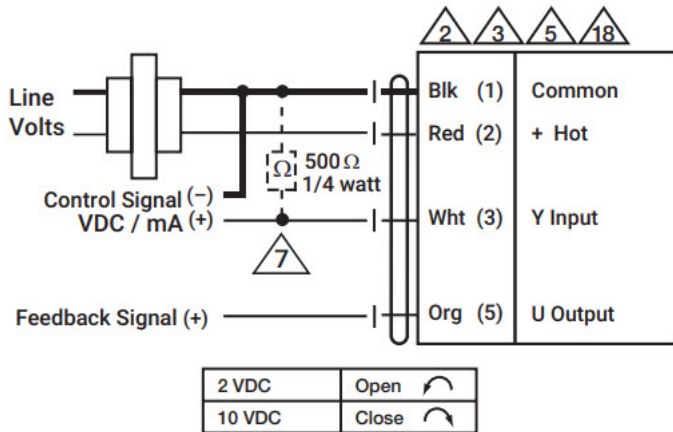 2 3 5 18
Line Volts
Blk (1) Common
Red (2) + Hot
Ω 500 Ω
1/4 watt
Control Signal (−)
VDC / mA (+)
Wht (3) Y Input
7
Feedback Signal (+)
Org (5) U Output
2 VDC Open
10 VDC Close